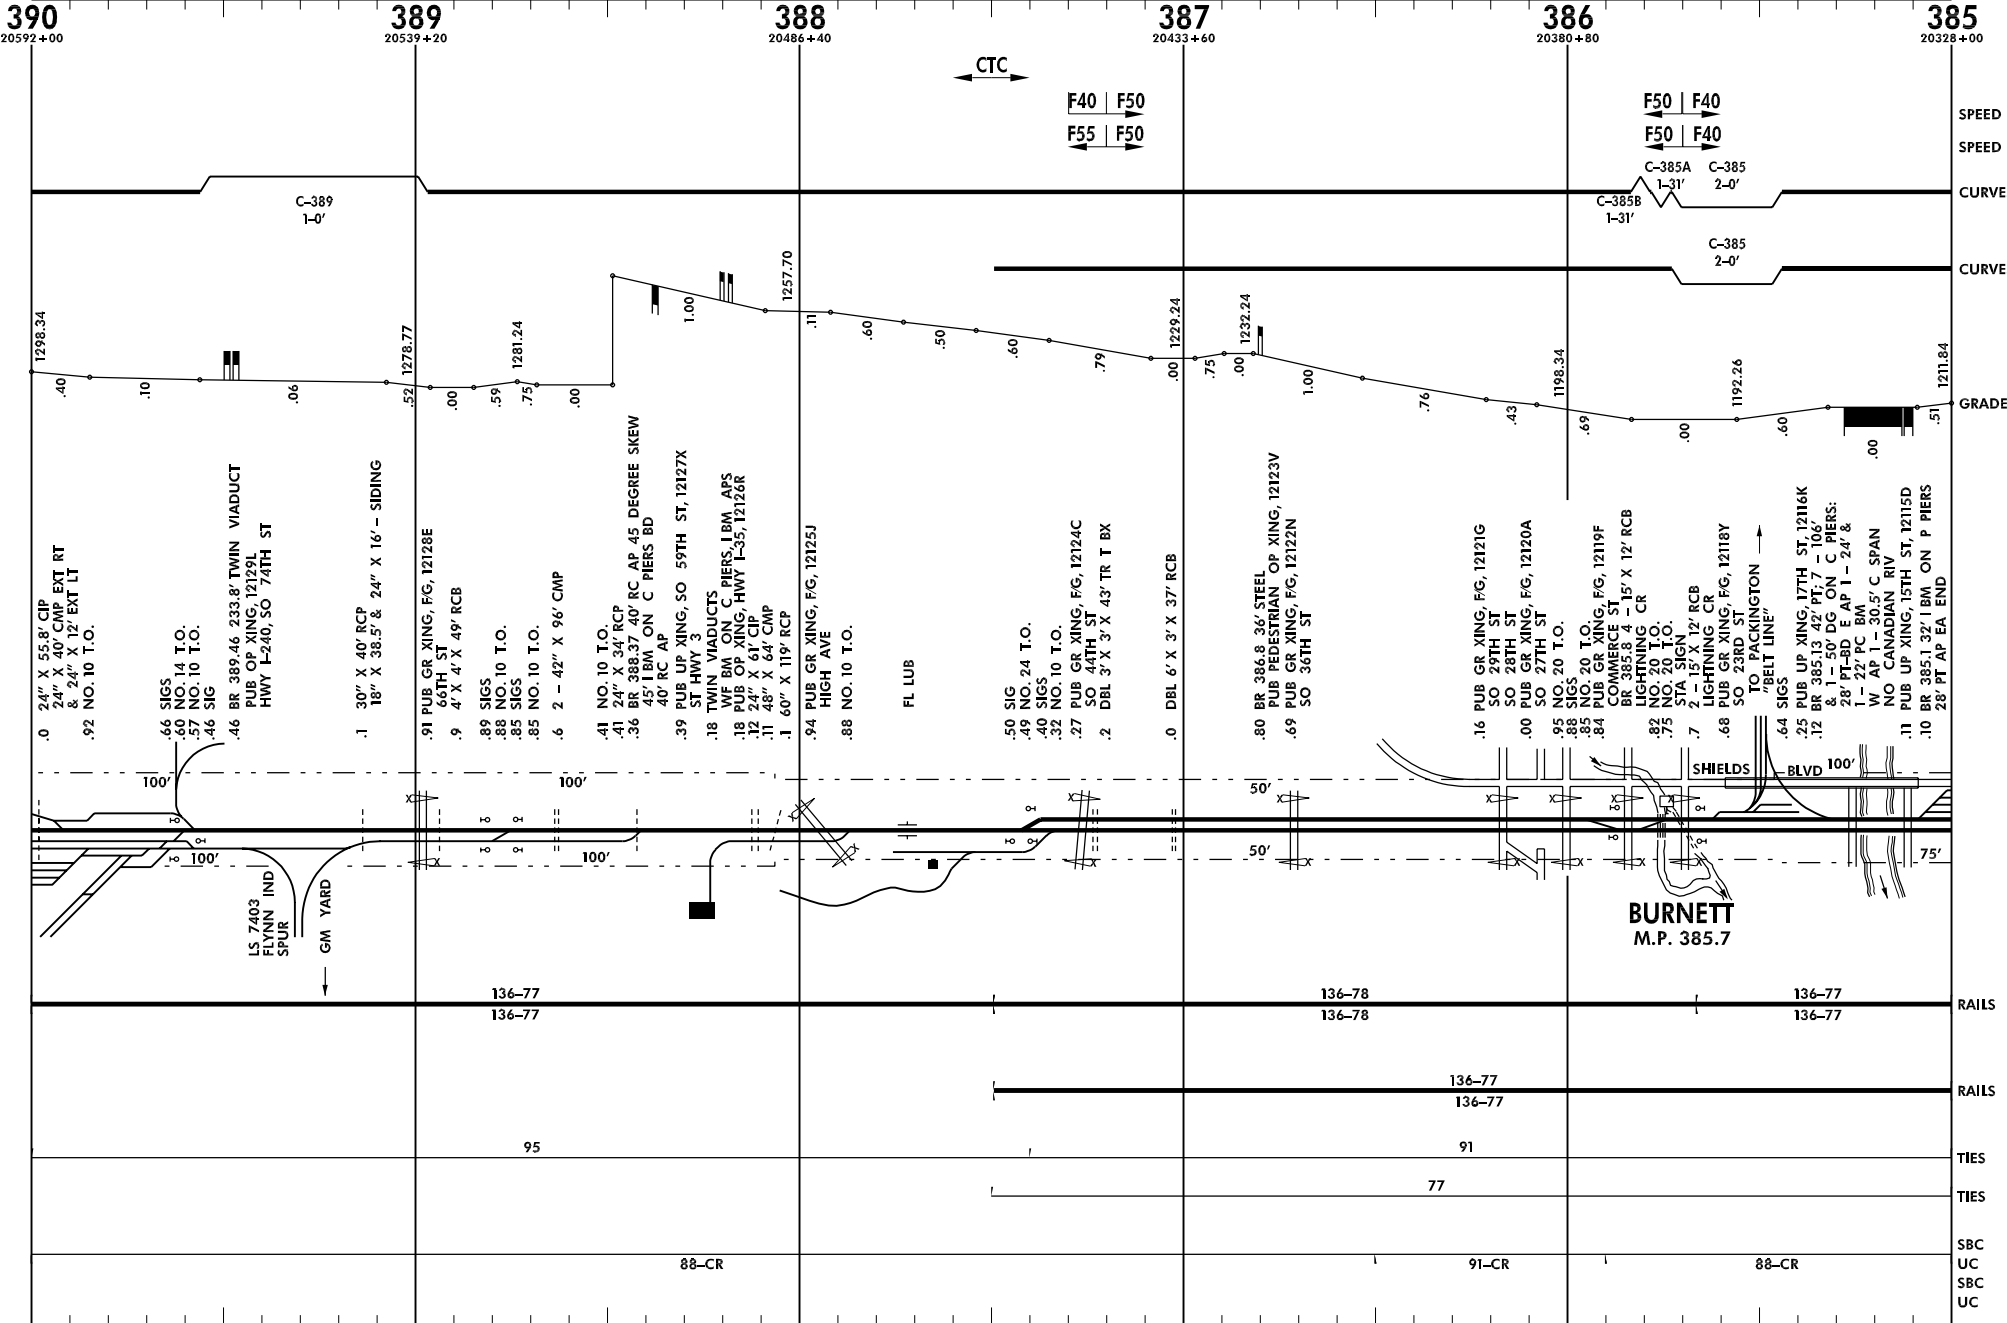 390
389
388
387
386
385
20592+00
20539+20
20486+40
20433+60
20380+80
20328+00
CTC
F40 F50
F50 F40
SPEED
F55 F50
F50 F40
SPEED
C-389
1-0'
C-385B
1-31'
C-385A
1-31'
C-385
2-0'
CURVE
C-385
2-0'
CURVE
1298.34
.40
.10
.06
1278.77
.52
.00
.59
1281.24
.75
.00
1.00
1257.70
.11
.60
.50
.60
.79
1229.24
.00
.75
.00
1232.24
1.00
.76
.43
1198.34
.69
.00
1192.26
.60
.00
1211.84
.51
GRADE
.0 24" X 55.8' CIP
24" X 40' CMP EXT RT
& 24" X 12' EXT LT
.92 NO. 10 T.O.
.66 SIGS
.60 NO. 14 T.O.
.57 NO. 10 T.O.
.46 SIG
.46 BR 389.46 233.8' TWIN VIADUCT
PUB OP XING, 12129L
HWY I-240, SO 74TH ST
.1 30" X 40' RCP
18" X 38.5' & 24" X 16' - SIDING
.91 PUB GR XING, F/G, 12128E
66TH ST
.9 4' X 4' X 49' RCB
.89 SIGS
.88 NO. 10 T.O.
.85 SIGS
.85 NO. 10 T.O.
.6 2 - 42" X 96' CMP
.41 NO. 10 T.O.
.41 24" X 34' RCP
.36 BR 388.37 40' RC AP 45 DEGREE SKEW
45' I BM ON C PIERS BD
40' RC AP
.39 PUB UP XING, SO 59TH ST, 12127X
ST HWY 3
.18 TWIN VIADUCTS
WF BM ON C PIERS, I BM APS
.18 PUB OP XING, HWY I-35, 12126R
.12 24" X 61' CIP
.11 48" X 64' CMP
.1 60" X 119' RCP
.94 PUB GR XING, F/G, 12125J
HIGH AVE
.88 NO. 10 T.O.
FL LUB
.50 SIG
.49 NO. 24 T.O.
.40 SIGS
.32 NO. 10 T.O.
.27 PUB GR XING, F/G, 12124C
SO 44TH ST
.2 DBL 3' X 3' X 43' TR T BX
.0 DBL 6' X 3' X 37' RCB
.80 BR 386.8 36' STEEL
PUB PEDESTRIAN OP XING, 12123V
.69 PUB GR XING, F/G, 12122N
SO 36TH ST
.16 PUB GR XING, F/G, 12121G
SO 29TH ST
SO 28TH ST
.00 PUB GR XING, F/G, 12120A
SO 27TH ST
.95 NO. 20 T.O.
.88 SIGS
.85 NO. 20 T.O.
.84 PUB GR XING, F/G, 12119F
COMMERCE ST
BR 385.8 4 - 15' X 12' RCB
LIGHTNING CR
.82 NO. 20 T.O.
.75 NO. 20 T.O.
STA SIGN
.7 2 - 15' X 12' RCB
LIGHTNING CR
.68 PUB GR XING, F/G, 12118Y
SO 23RD ST
TO PACKINGTON
"BELT LINE"
.64 SIGS
.25 PUB UP XING, 17TH ST, 12116K
.12 BR 385.13 42' PT; 7 - 106'
& 1 - 50' DG ON C PIERS:
28' PT-BD E AP 1 - 24' &
1 - 22' PC BM
W AP 1 - 30.5' C SPAN
NO CANADIAN RIV
.11 PUB UP XING, 15TH ST, 12115D
.10 BR 385.1 32' I BM ON P PIERS
28' PT AP EA END
100'
100'
50'
SHIELDS BLVD 100'
100'
100'
50'
75'
LS 7403
FLYNN IND
SPUR
GM YARD
BURNETT
M.P. 385.7
136-77
136-78
136-77
RAILS
136-77
136-78
136-77
136-77
RAILS
136-77
95
91
TIES
77
TIES
SBC
88-CR
91-CR
88-CR
UC
SBC
UC